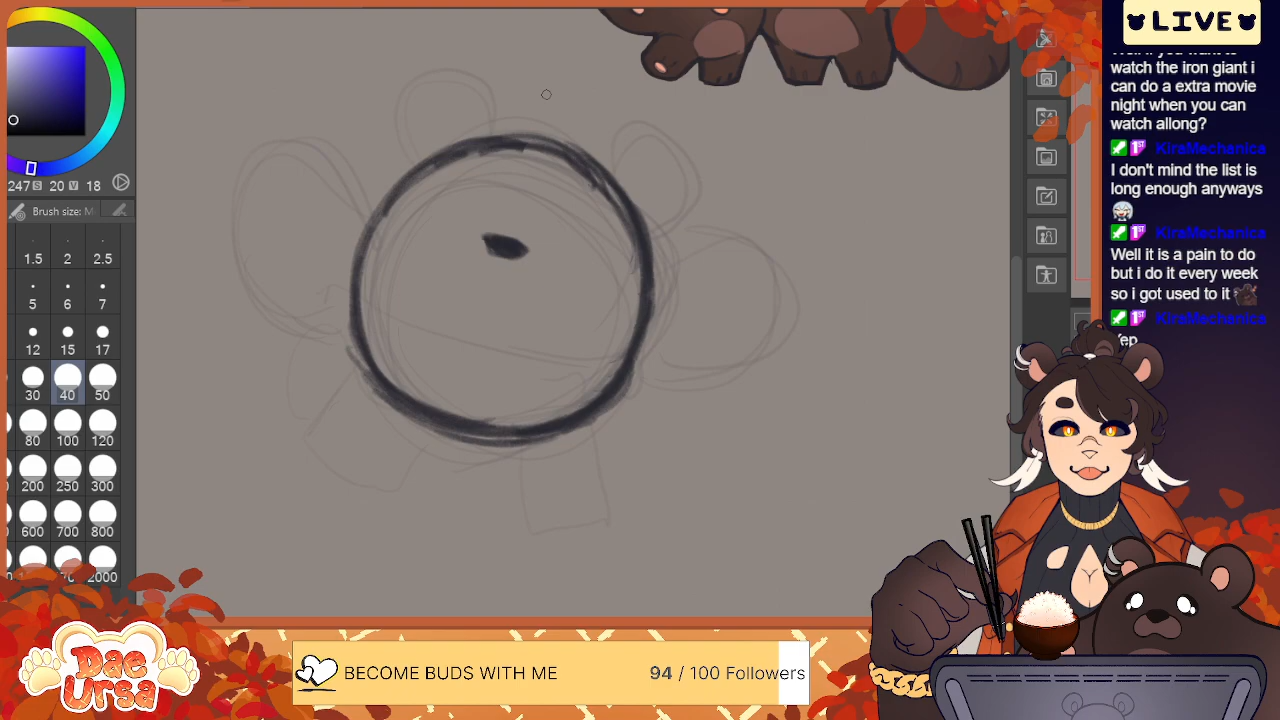 LIVE
watch the iron giant i
can do a extra movie
night when you can
watch allong?
KiraMechanica
I don't mind the list is
long enough anyways
KiraMechanica
Well it is a pain to do
but i do it every week
so i got used to it
KiraMechanica
Yep
247 S 20 V 18
Brush size: M
1.5 2 2.5
5 6 7
12 15 17
30 40 50
80 100 120
200 250 300
600 700 800
2000
Dae
Ursa
BECOME BUDS WITH ME 94 / 100 Followers